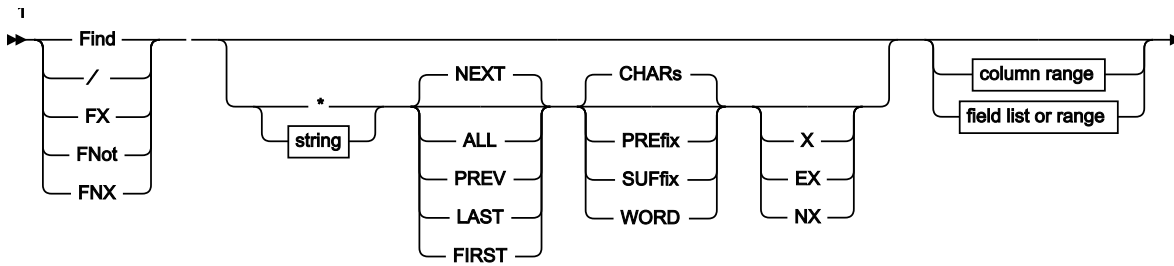 1
Find
/
FX
FNot
FNX
*
string
NEXT
ALL
PREV
LAST
FIRST
CHARs
PREfix
SUFfix
WORD
X
EX
NX
column range
field list or range